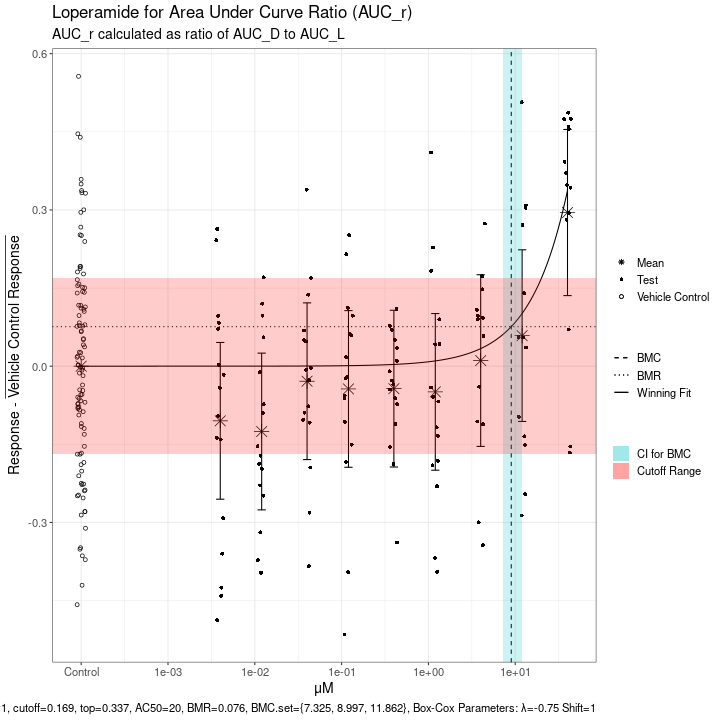 Loperamide for Area Under Curve Ratio (AUC_r)
AUC_r calculated as ratio of AUC_D to AUC_L
0.6
0.3
0.0
-0.3
Response - Vehicle Control Response
Control
1e-03
1e-02
1e-01
1e+00
1e+01
μM
Mean
Test
Vehicle Control
BMC
BMR
Winning Fit
CI for BMC
Cutoff Range
1, cutoff=0.169, top=0.337, AC50=20, BMR=0.076, BMC.set={7.325, 8.997, 11.862}, Box-Cox Parameters: λ=-0.75 Shift=1